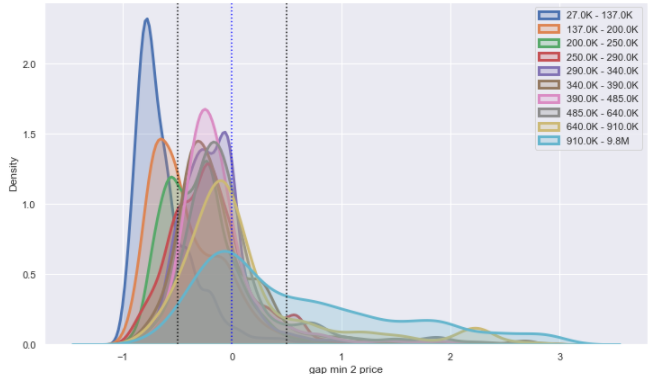 27.0K - 137.0K
137.0K - 200.0K
200.0K - 250.0K
250.0K - 290.0K
290.0K - 340.0K
340.0K - 390.0K
390.0K - 485.0K
485.0K - 640.0K
640.0K - 910.0K
910.0K - 9.8M
Density
2.0
1.5
1.0
0.5
0.0
−1 0 1 2 3
gap min 2 price